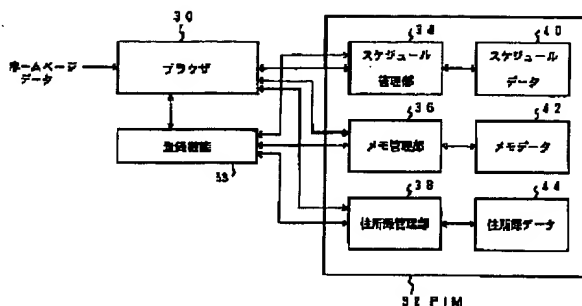 30
34
40
ホームページ
データ
ブラウザ
スケジュール
管理部
スケジュール
データ
36
42
登録機能
33
メモ管理部
メモデータ
38
44
住所録管理部
住所録データ
32 PIM